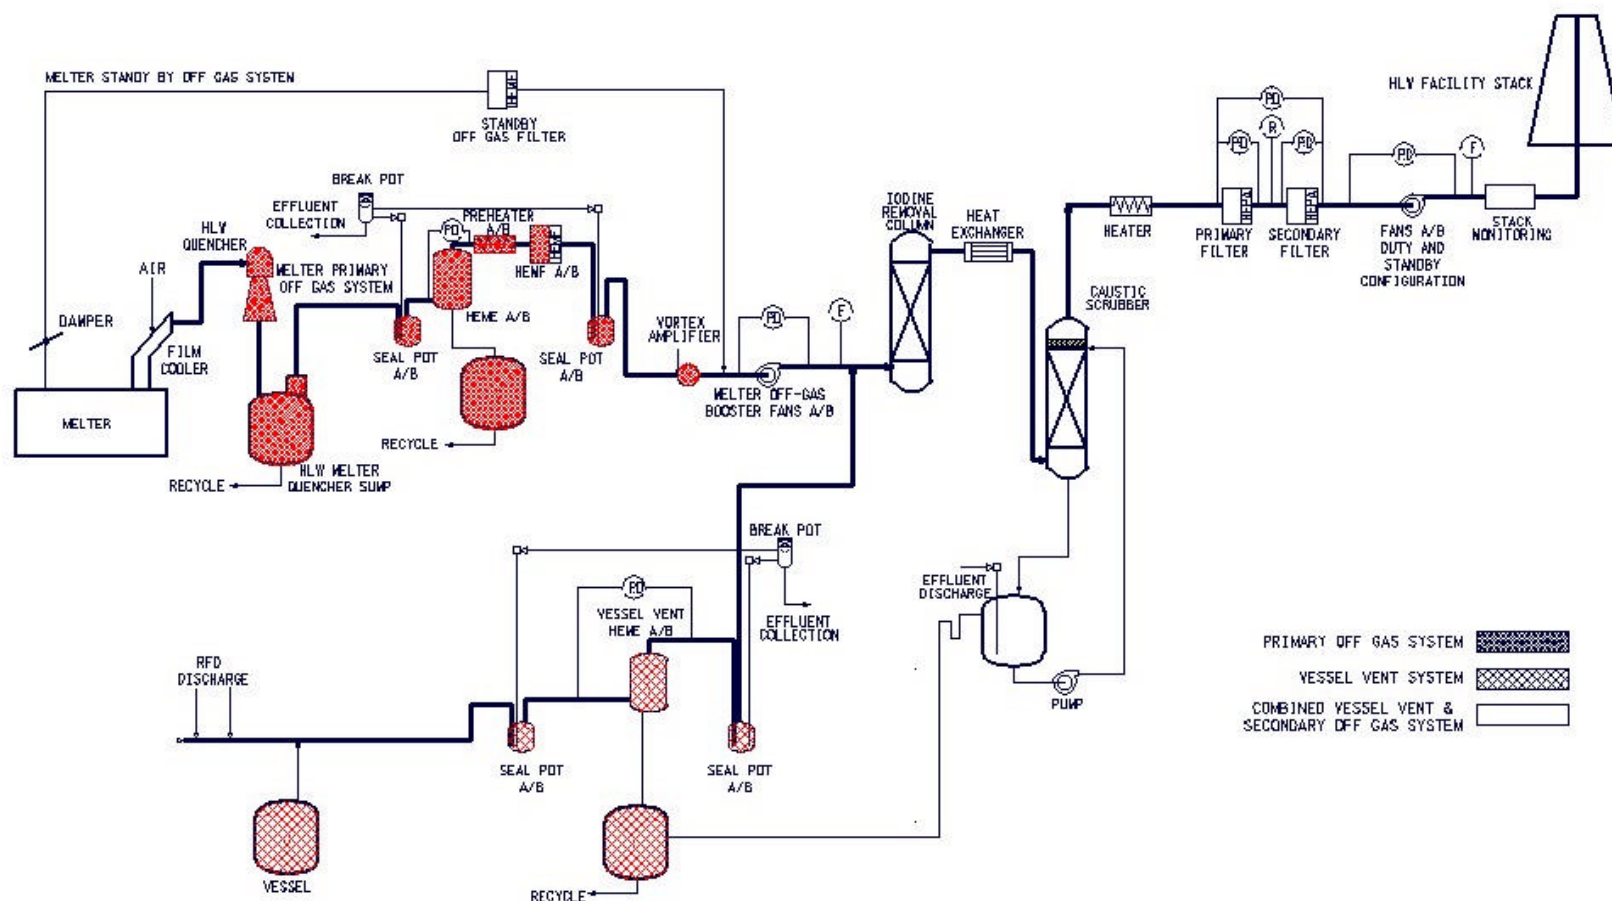 MELTER STANDY BY OFF GAS SYSTEM
STANDBY
OFF GAS FILTER
HLW FACILITY STACK
BREAK POT
EFFLUENT
COLLECTION
HLW
QUENCHER
AIR
MELTER PRIMARY
OFF GAS SYSTEM
DAMPER
FILM
COOLER
MELTER
RECYCLE
HLW MELTER
QUENCHER SUMP
SEAL POT
A/B
PD
PREHEATER
A/B
HEMF
HEMF A/B
HEME A/B
RECYCLE
SEAL POT
A/B
VORTEX
AMPLIFIER
PD
F
MELTER OFF-GAS
BOOSTER FANS A/B
IODINE
REMOVAL
COLUMN
HEAT
EXCHANGER
CAUSTIC
SCRUBBER
HEATER
PD
PD
R
PD
HEPA
HEPA
PRIMARY
FILTER
SECONDARY
FILTER
PD
F
FANS A/B
DUTY AND
STANDBY
CONFIGURATION
STACK
MONITORING
BREAK POT
EFFLUENT
COLLECTION
PD
VESSEL VENT
HEME A/B
RFD
DISCHARGE
SEAL POT
A/B
SEAL POT
A/B
VESSEL
RECYCLE
EFFLUENT
DISCHARGE
PUMP
PRIMARY OFF GAS SYSTEM
VESSEL VENT SYSTEM
COMBINED VESSEL VENT &
SECONDARY OFF GAS SYSTEM